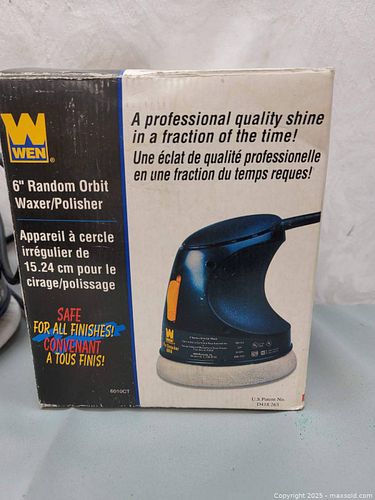 WEN
6" Random Orbit
Waxer/Polisher
Appareil à cercle
irrégulier de
15.24 cm pour le
cirage/polissage
SAFE
FOR ALL FINISHES!
CONVENANT
A TOUS FINIS!
6010CT
A professional quality shine
in a fraction of the time!
Une éclat de qualité professionelle
en une fraction du temps reques!
WEN
U.S. Patent No.
Copyright © 2025 - maxsold.com